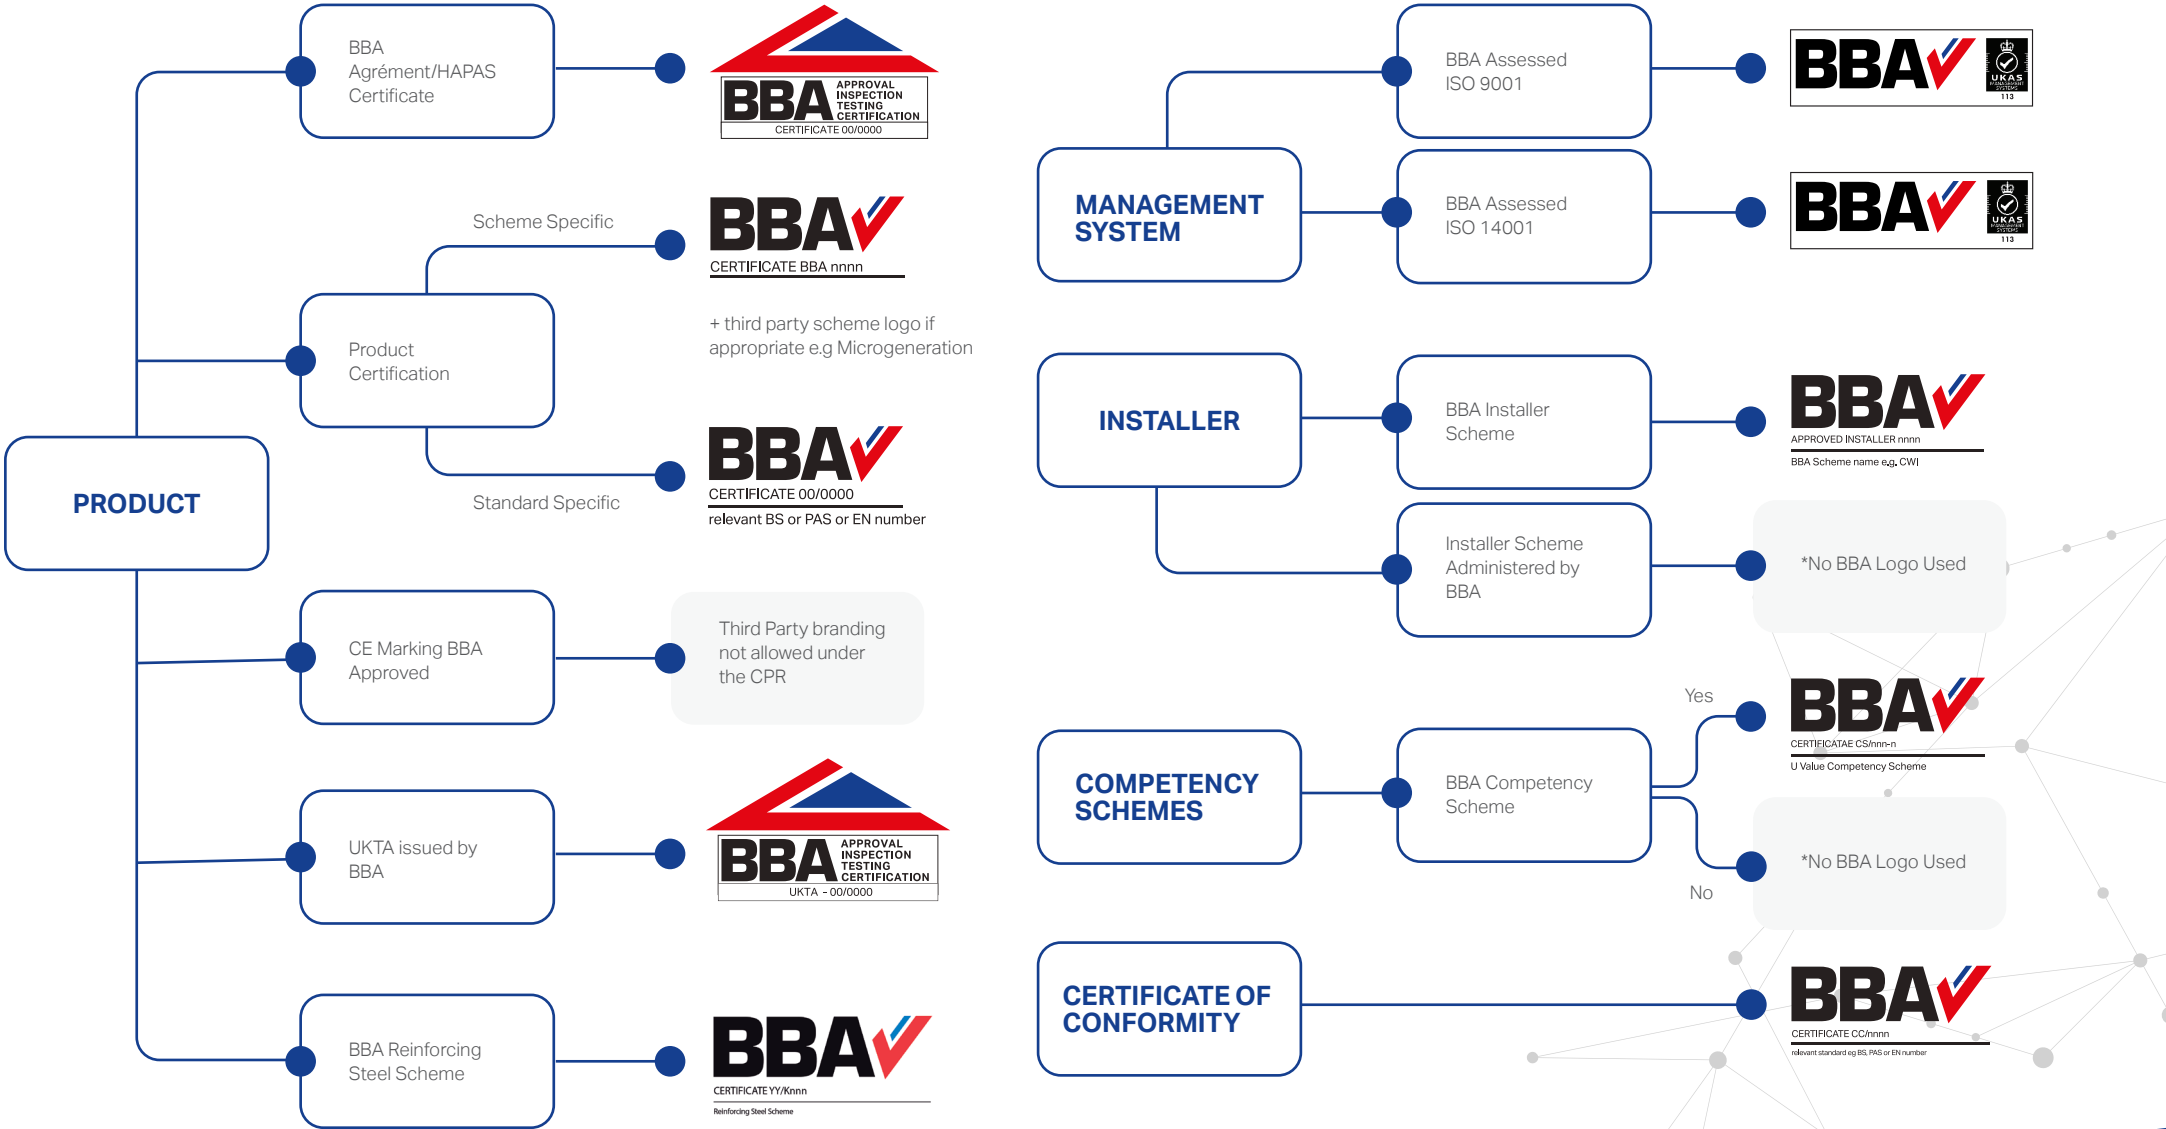 BBA
Agrément/HAPAS
Certificate
BBA
APPROVAL
INSPECTION
TESTING
CERTIFICATION
CERTIFICATE 00/0000
Scheme Specific
BBA
CERTIFICATE BBA nnnn
+ third party scheme logo if
appropriate e.g Microgeneration
Product
Certification
PRODUCT
BBA
CERTIFICATE 00/0000
relevant BS or PAS or EN number
Standard Specific
CE Marking BBA
Approved
Third Party branding
not allowed under
the CPR
UKTA issued by
BBA
BBA
APPROVAL
INSPECTION
TESTING
CERTIFICATION
UKTA - 00/0000
BBA Reinforcing
Steel Scheme
BBA
CERTIFICATE YY/Knnn
Reinforcing Steel Scheme
MANAGEMENT
SYSTEM
BBA Assessed
ISO 9001
BBA
UKAS
MANAGEMENT
SYSTEMS
113
BBA Assessed
ISO 14001
BBA
UKAS
MANAGEMENT
SYSTEMS
113
INSTALLER
BBA Installer
Scheme
BBA
APPROVED INSTALLER nnnn
BBA Scheme name e.g. CWI
Installer Scheme
Administered by
BBA
*No BBA Logo Used
COMPETENCY
SCHEMES
BBA Competency
Scheme
Yes
BBA
CERTIFICATAE CS/nnn-n
U Value Competency Scheme
No
*No BBA Logo Used
CERTIFICATE OF
CONFORMITY
BBA
CERTIFICATE CC/nnnn
relevant standard eg BS, PAS or EN number